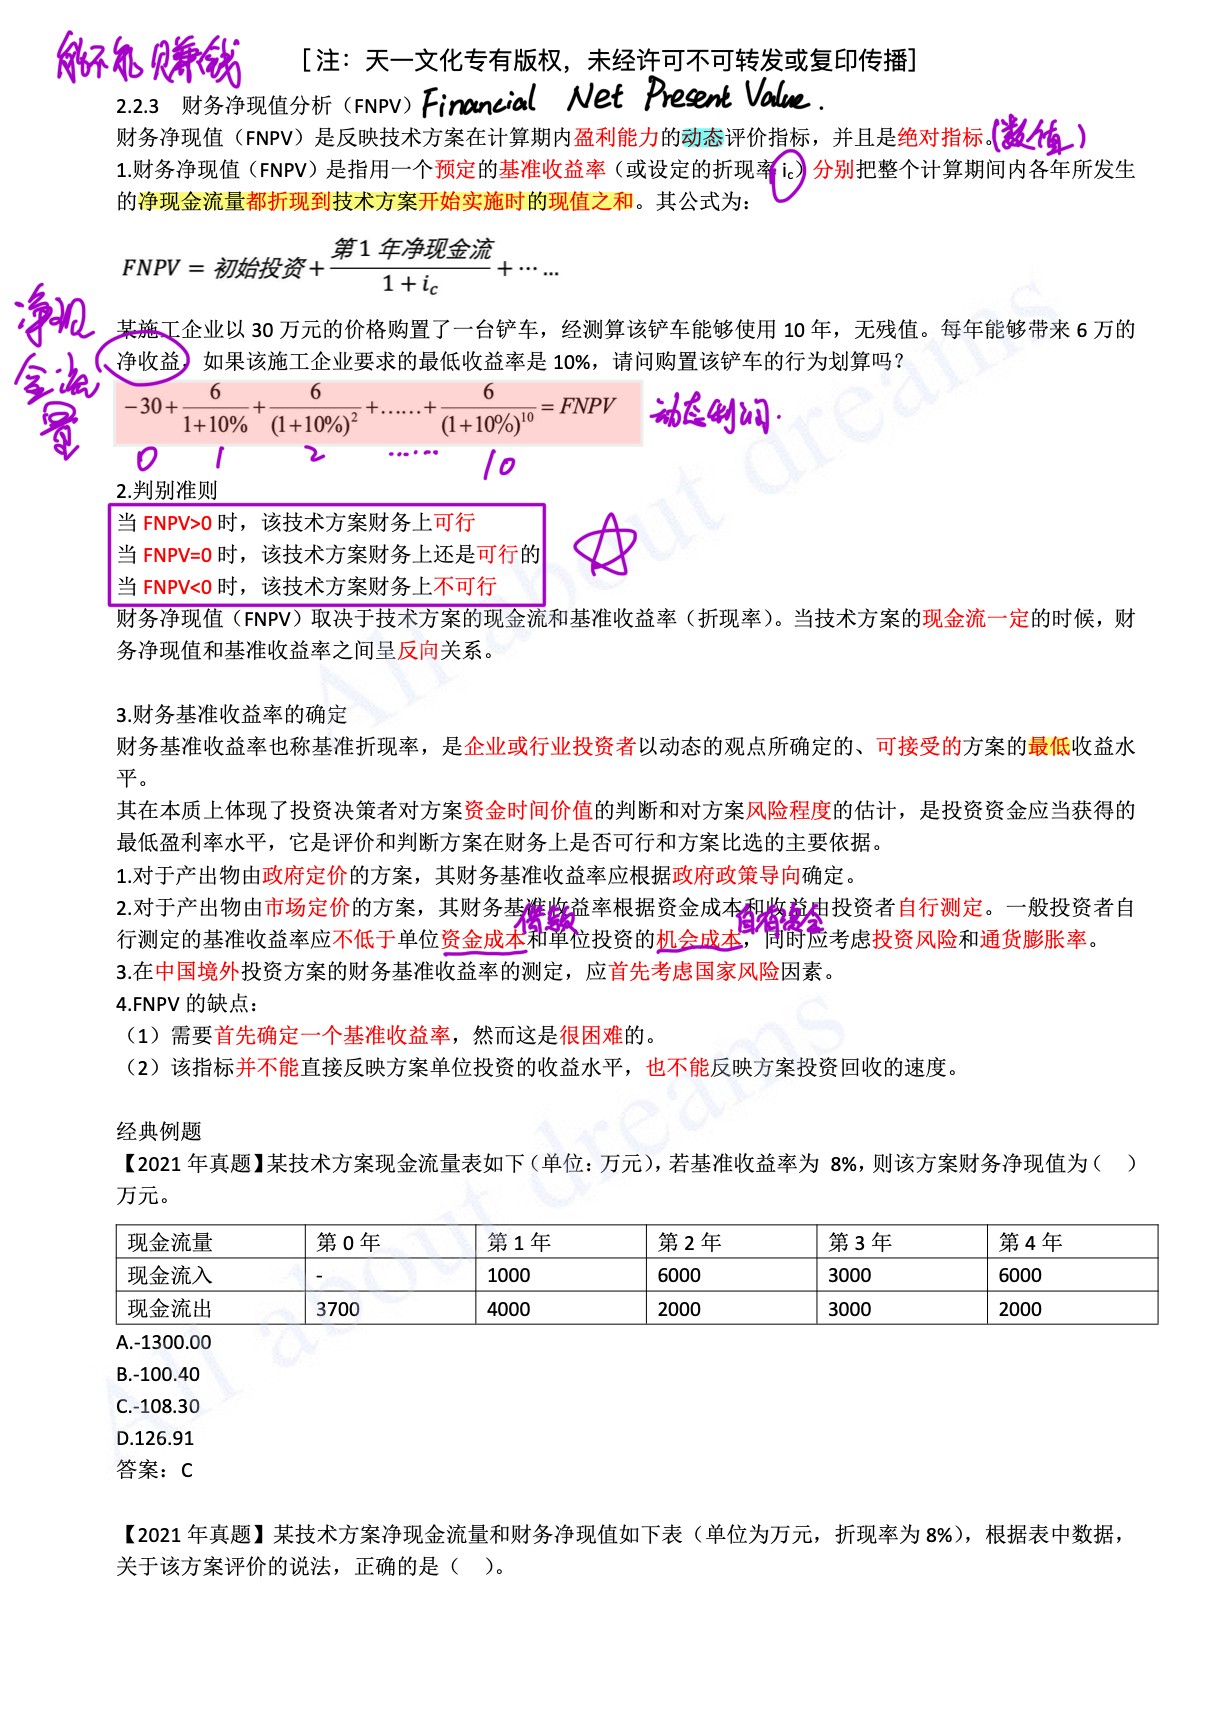 能不能赚钱 [注：天一文化专有版权，未经许可不可转发或复印传播]
2.2.3 财务净现值分析（FNPV） Financial Net Present Value.
财务净现值（FNPV）是反映技术方案在计算期内盈利能力的动态评价指标，并且是绝对指标。(数值)
1.财务净现值（FNPV）是指用一个预定的基准收益率（或设定的折现率 ic）分别把整个计算期间内各年所发生
的净现金流量都折现到技术方案开始实施时的现值之和。其公式为：
FNPV = 初始投资 + 第 1 年净现金流 / 1 + ic + ⋯ …
净现
金流
量
某施工企业以 30 万元的价格购置了一台铲车，经测算该铲车能够使用 10 年，无残值。每年能够带来 6 万的
净收益，如果该施工企业要求的最低收益率是 10%，请问购置该铲车的行为划算吗？
−30 + 6/(1+10%) + 6/(1+10%)² + …… + 6/(1+10%)¹⁰ = FNPV 动态利润.
0 1 2 …… 10
2.判别准则
当 FNPV>0 时，该技术方案财务上可行
当 FNPV=0 时，该技术方案财务上还是可行的
当 FNPV<0 时，该技术方案财务上不可行
财务净现值（FNPV）取决于技术方案的现金流和基准收益率（折现率）。当技术方案的现金流一定的时候，财
务净现值和基准收益率之间呈反向关系。
3.财务基准收益率的确定
财务基准收益率也称基准折现率，是企业或行业投资者以动态的观点所确定的、可接受的方案的最低收益水
平。
其在本质上体现了投资决策者对方案资金时间价值的判断和对方案风险程度的估计，是投资资金应当获得的
最低盈利率水平，它是评价和判断方案在财务上是否可行和方案比选的主要依据。
1.对于产出物由政府定价的方案，其财务基准收益率应根据政府政策导向确定。
2.对于产出物由市场定价的方案，其财务基准收益率根据资金成本和收益由投资者自行测定。一般投资者自
借款 自有资金
行测定的基准收益率应不低于单位资金成本和单位投资的机会成本，同时应考虑投资风险和通货膨胀率。
3.在中国境外投资方案的财务基准收益率的测定，应首先考虑国家风险因素。
4.FNPV 的缺点：
（1）需要首先确定一个基准收益率，然而这是很困难的。
（2）该指标并不能直接反映方案单位投资的收益水平，也不能反映方案投资回收的速度。
经典例题
【2021 年真题】某技术方案现金流量表如下（单位：万元），若基准收益率为 8%，则该方案财务净现值为（ ）
万元。
现金流量 第 0 年 第 1 年 第 2 年 第 3 年 第 4 年
现金流入 - 1000 6000 3000 6000
现金流出 3700 4000 2000 3000 2000
A.-1300.00
B.-100.40
C.-108.30
D.126.91
答案：C
【2021 年真题】某技术方案净现金流量和财务净现值如下表（单位为万元，折现率为 8%），根据表中数据，
关于该方案评价的说法，正确的是（ ）。
All about dreams
All about dreams